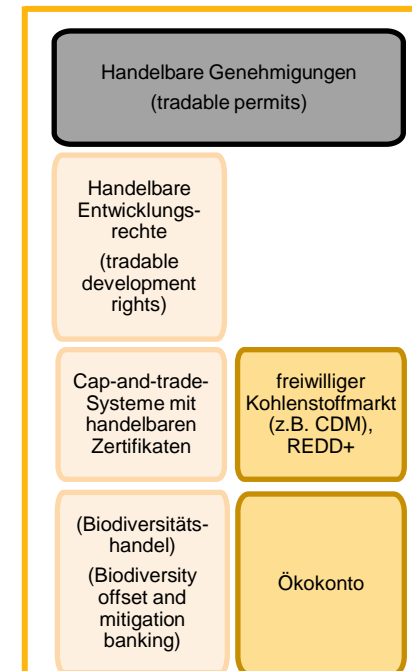 Handelbare Genehmigungen
(tradable permits)
Handelbare
Entwicklungs-
rechte
(tradable
development
rights)
Cap-and-trade-
Systeme mit
handelbaren
Zertifikaten
freiwilliger
Kohlenstoffmarkt
(z.B. CDM),
REDD+
(Biodiversitäts-
handel)
(Biodiversity
offset and
mitigation
banking)
Ökokonto